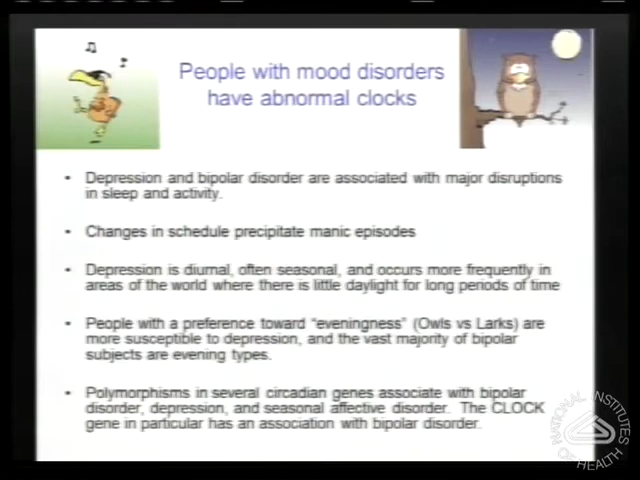 People with mood disorders
have abnormal clocks
• Depression and bipolar disorder are associated with major disruptions
in sleep and activity.
• Changes in schedule precipitate manic episodes
• Depression is diurnal, often seasonal, and occurs more frequently in
areas of the world where there is little daylight for long periods of time
• People with a preference toward “eveningness” (Owls vs Larks) are
more susceptible to depression, and the vast majority of bipolar
subjects are evening types.
• Polymorphisms in several circadian genes associate with bipolar
disorder, depression, and seasonal affective disorder. The CLOCK
gene in particular has an association with bipolar disorder.
NATIONAL INSTITUTES OF HEALTH